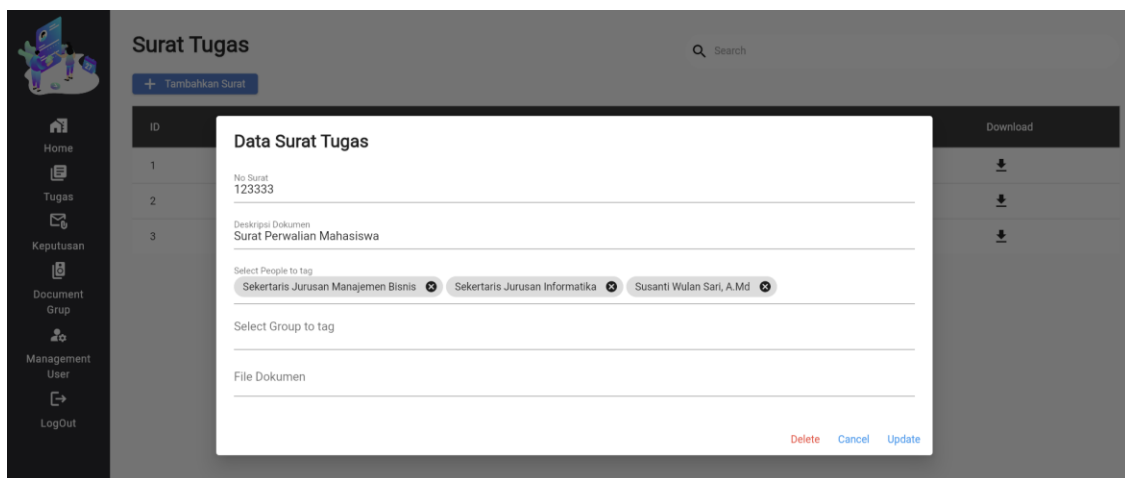 Surat Tugas
Search
+ Tambahkan Surat
Home
Tugas
Keputusan
Document
Grup
Management
User
LogOut
ID
Download
1
2
3
Data Surat Tugas
No Surat
123333
Deskripsi Dokumen
Surat Perwalian Mahasiswa
Select People to tag
Sekertaris Jurusan Manajemen Bisnis Sekertaris Jurusan Informatika Susanti Wulan Sari, A.Md
Select Group to tag
File Dokumen
Delete Cancel Update